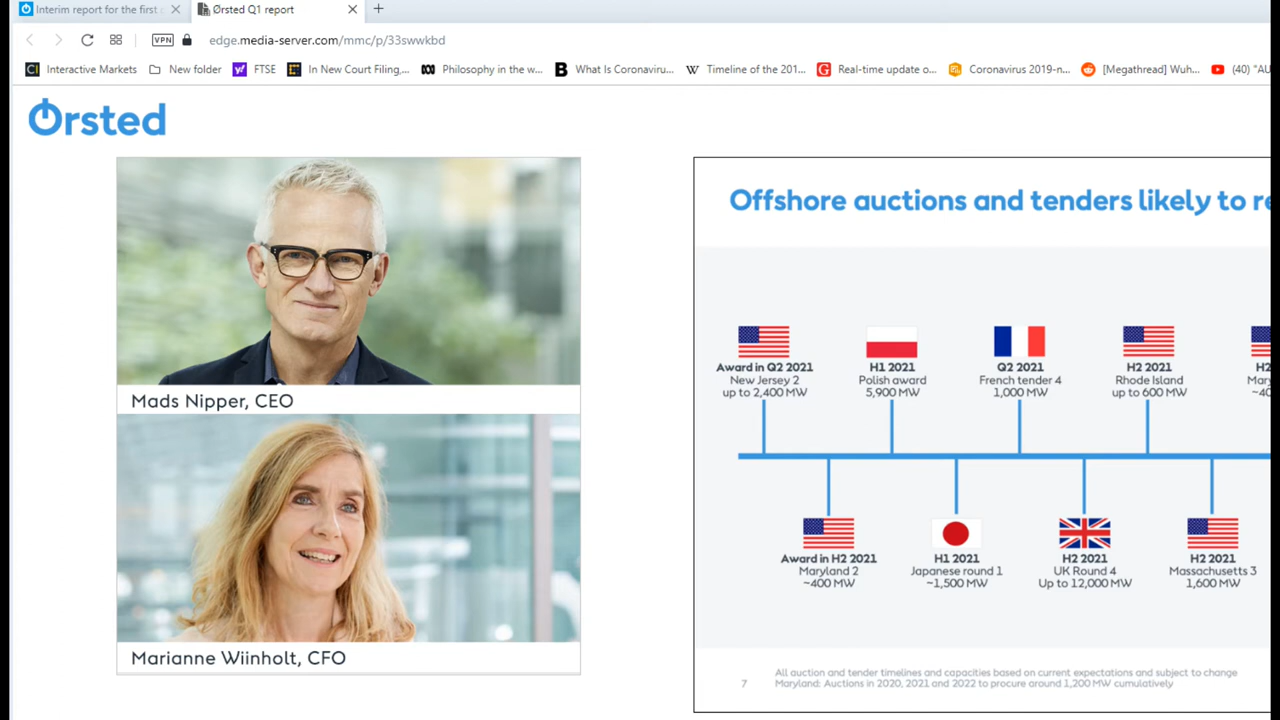 Interim report for the first
Ørsted Q1 report
VPN
edge.media-server.com/mmc/p/33swwkbd
CI Interactive Markets
New folder
FTSE
In New Court Filing,...
Philosophy in the w...
B What Is Coronaviru...
W Timeline of the 201...
G Real-time update o...
Coronavirus 2019-n...
[Megathread] Wuh...
(40) "AU
Ørsted
Mads Nipper, CEO
Marianne Wiinholt, CFO
Offshore auctions and tenders likely to re
Award in Q2 2021
New Jersey 2
up to 2,400 MW
H1 2021
Polish award
5,900 MW
Q2 2021
French tender 4
1,000 MW
H2 2021
Rhode Island
up to 600 MW
H2
Mary
~40
Award in H2 2021
Maryland 2
~400 MW
H1 2021
Japanese round 1
~1,500 MW
H2 2021
UK Round 4
Up to 12,000 MW
H2 2021
Massachusetts 3
1,600 MW
All auction and tender timelines and capacities based on current expectations and subject to change
7 Maryland: Auctions in 2020, 2021 and 2022 to procure around 1,200 MW cumulatively